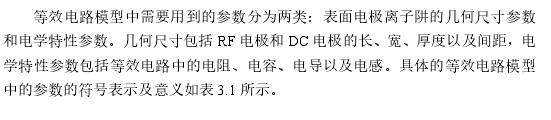 等效电路模型中需要用到的参数分为两类：表面电极离子阱的几何尺寸参数
和电学特性参数。几何尺寸包括 RF 电极和 DC 电极的长、宽、厚度以及间距，电
学特性参数包括等效电路中的电阻、电容、电导以及电感。具体的等效电路模型
中的参数的符号表示及意义如表 3.1 所示。